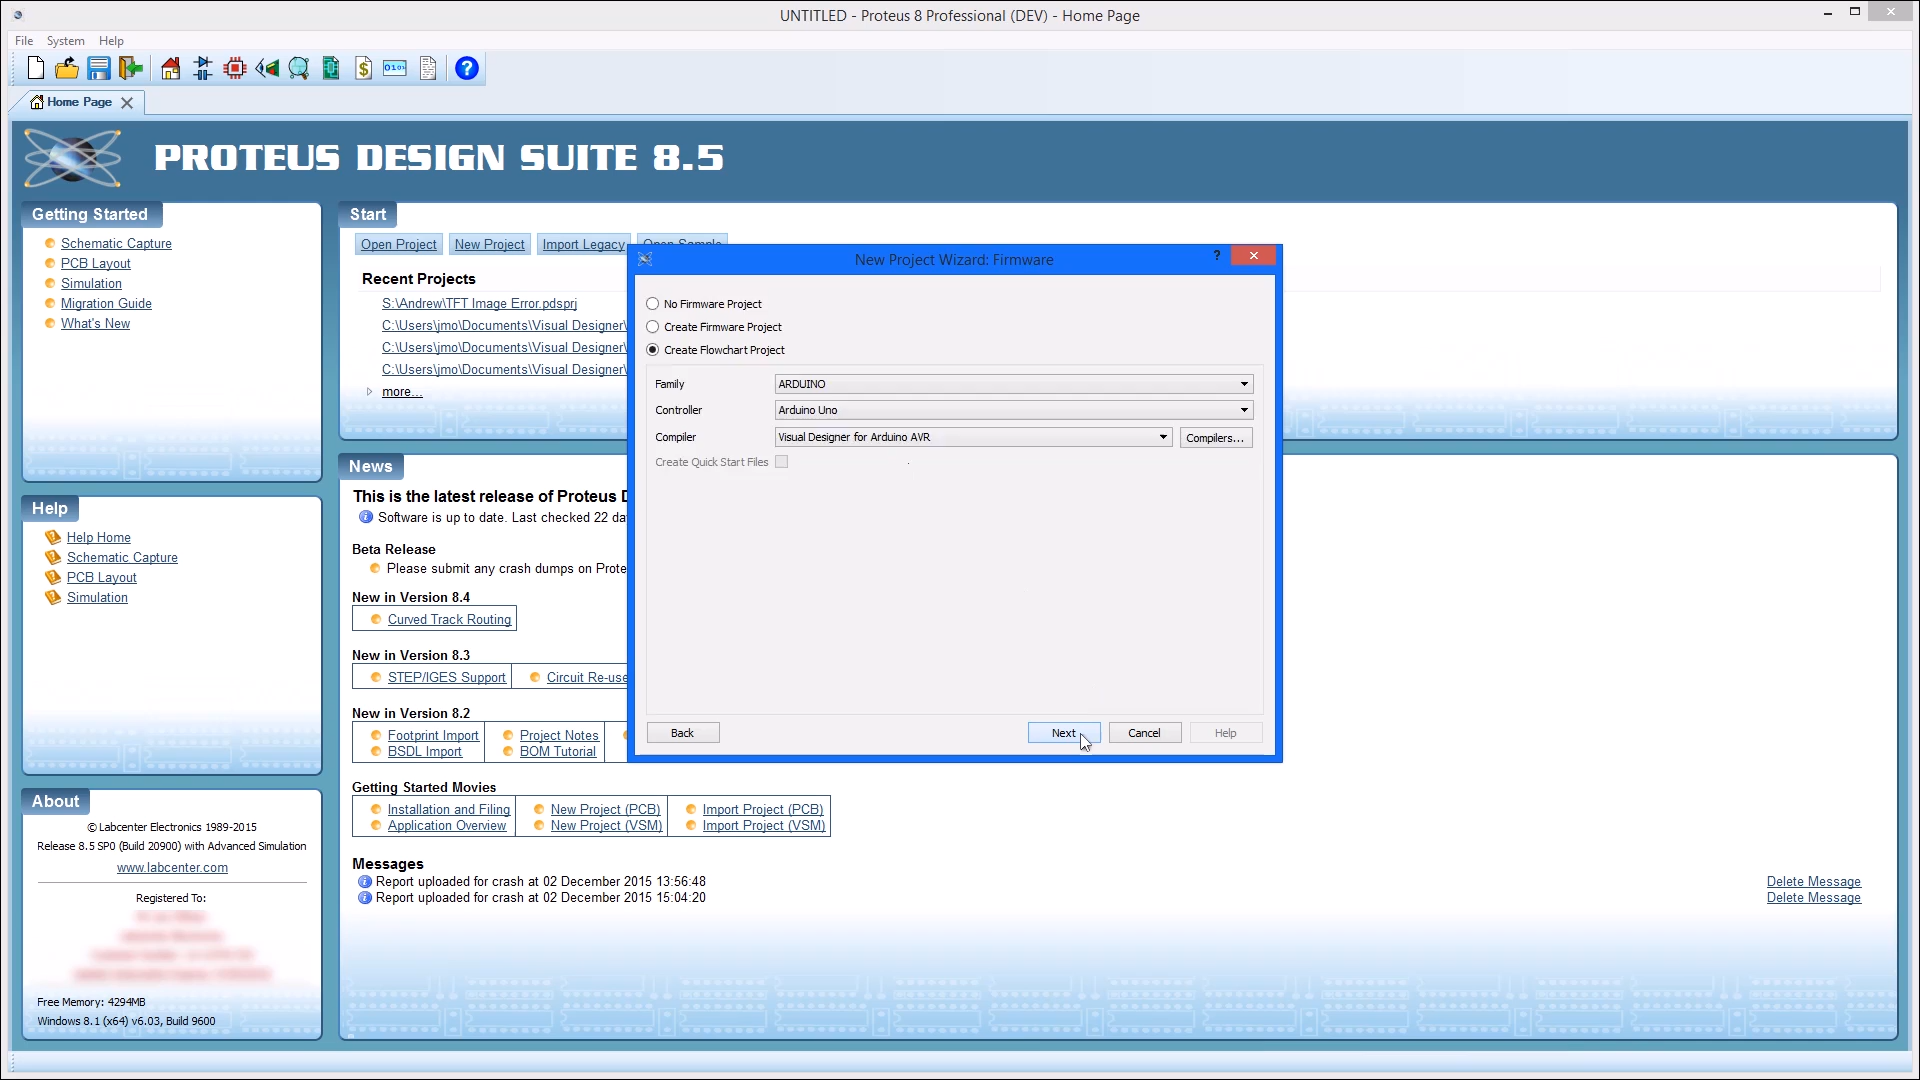 UNTITLED - Proteus 8 Professional (DEV) - Home Page
File System Help
Home Page
PROTEUS DESIGN SUITE 8.5
Getting Started
Schematic Capture
PCB Layout
Simulation
Migration Guide
What's New
Help
Help Home
Schematic Capture
PCB Layout
Simulation
About
© Labcenter Electronics 1989-2015
Release 8.5 SP0 (Build 20900) with Advanced Simulation
www.labcenter.com
Registered To:
Free Memory: 4294MB
Windows 8.1 (x64) v6.03, Build 9600
Start
Open Project New Project Import Legacy Open Sample
Recent Projects
S:\Andrew\TFT Image Error.pdsprj
C:\Users\jmo\Documents\Visual Designer\
C:\Users\jmo\Documents\Visual Designer\
C:\Users\jmo\Documents\Visual Designer\
more...
News
This is the latest release of Proteus D
Software is up to date. Last checked 22 da
Beta Release
Please submit any crash dumps on Prote
New in Version 8.4
Curved Track Routing
New in Version 8.3
STEP/IGES Support Circuit Re-use
New in Version 8.2
Footprint Import Project Notes
BSDL Import BOM Tutorial
Getting Started Movies
Installation and Filing New Project (PCB) Import Project (PCB)
Application Overview New Project (VSM) Import Project (VSM)
Messages
Report uploaded for crash at 02 December 2015 13:56:48 Delete Message
Report uploaded for crash at 02 December 2015 15:04:20 Delete Message
New Project Wizard: Firmware
No Firmware Project
Create Firmware Project
Create Flowchart Project
Family ARDUINO
Controller Arduino Uno
Compiler Visual Designer for Arduino AVR Compilers...
Create Quick Start Files
Back Next Cancel Help